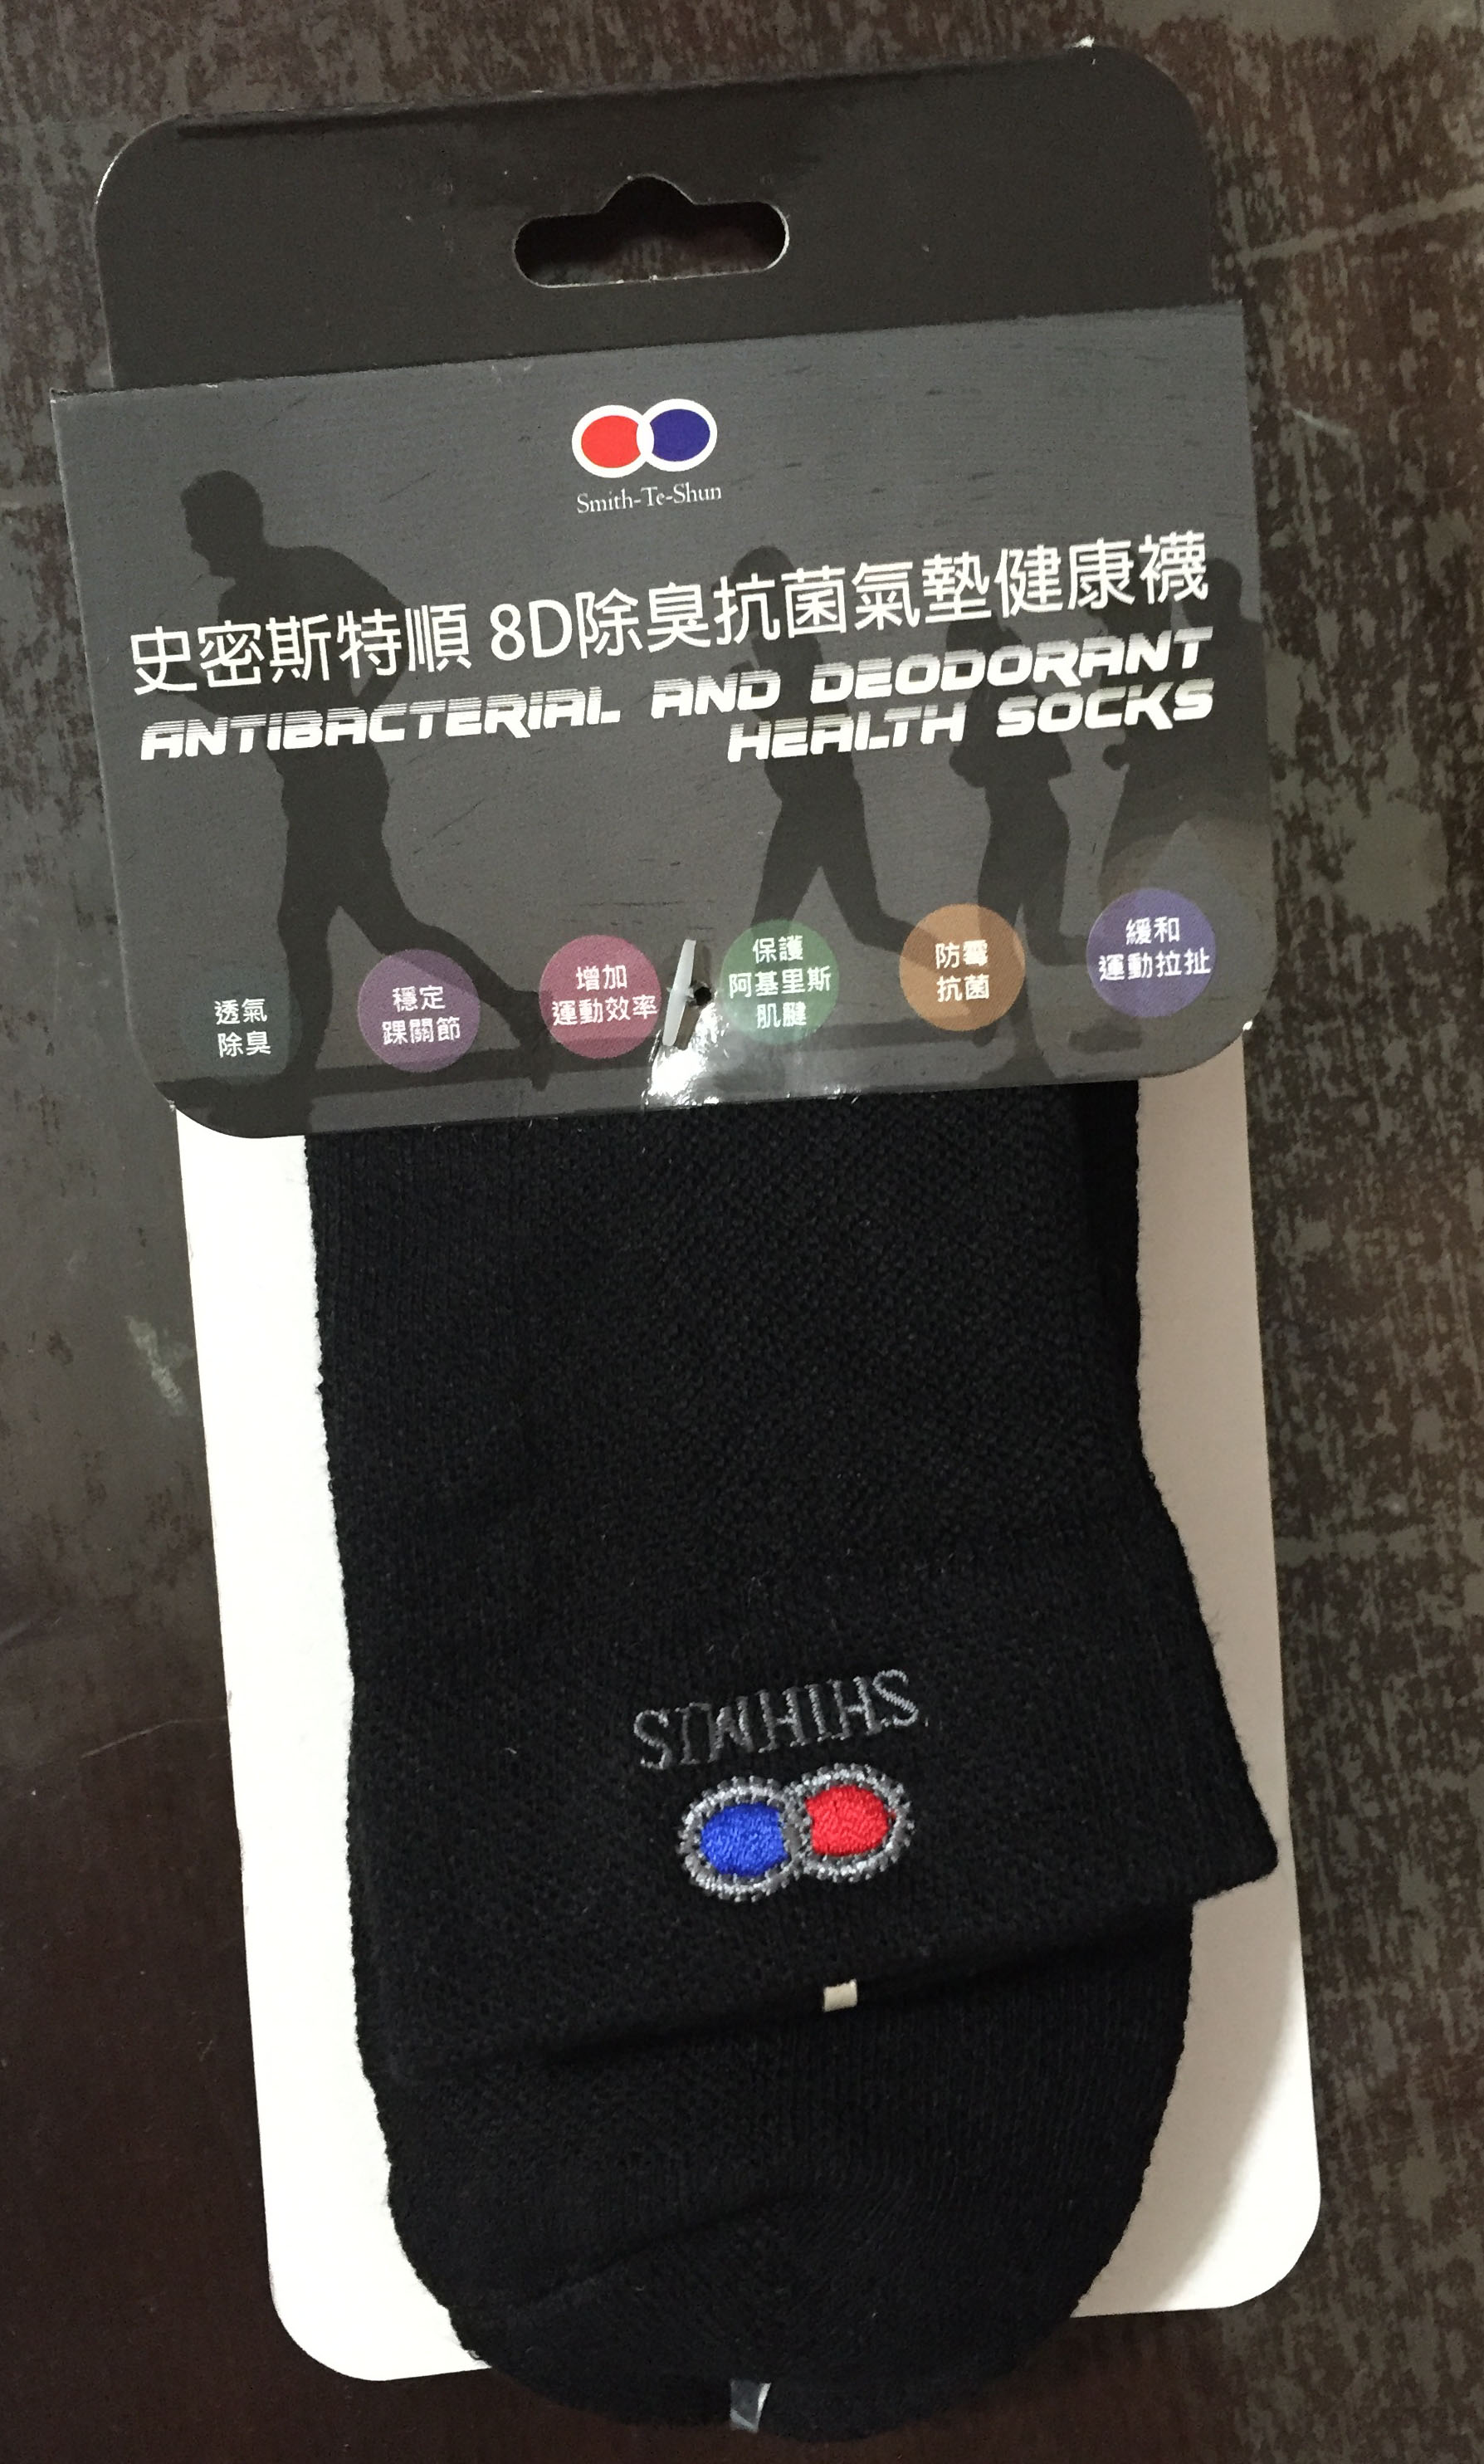 Smith-Te-Shun
史密斯特順 8D除臭抗菌氣墊健康襪
ANTIBACTERIAL AND DEODORANT
HEALTH SOCKS
透氣
除臭
穩定
踝關節
增加
運動效率
保護
阿基里斯
肌腱
防霉
抗菌
緩和
運動拉扯
SHIHMIS